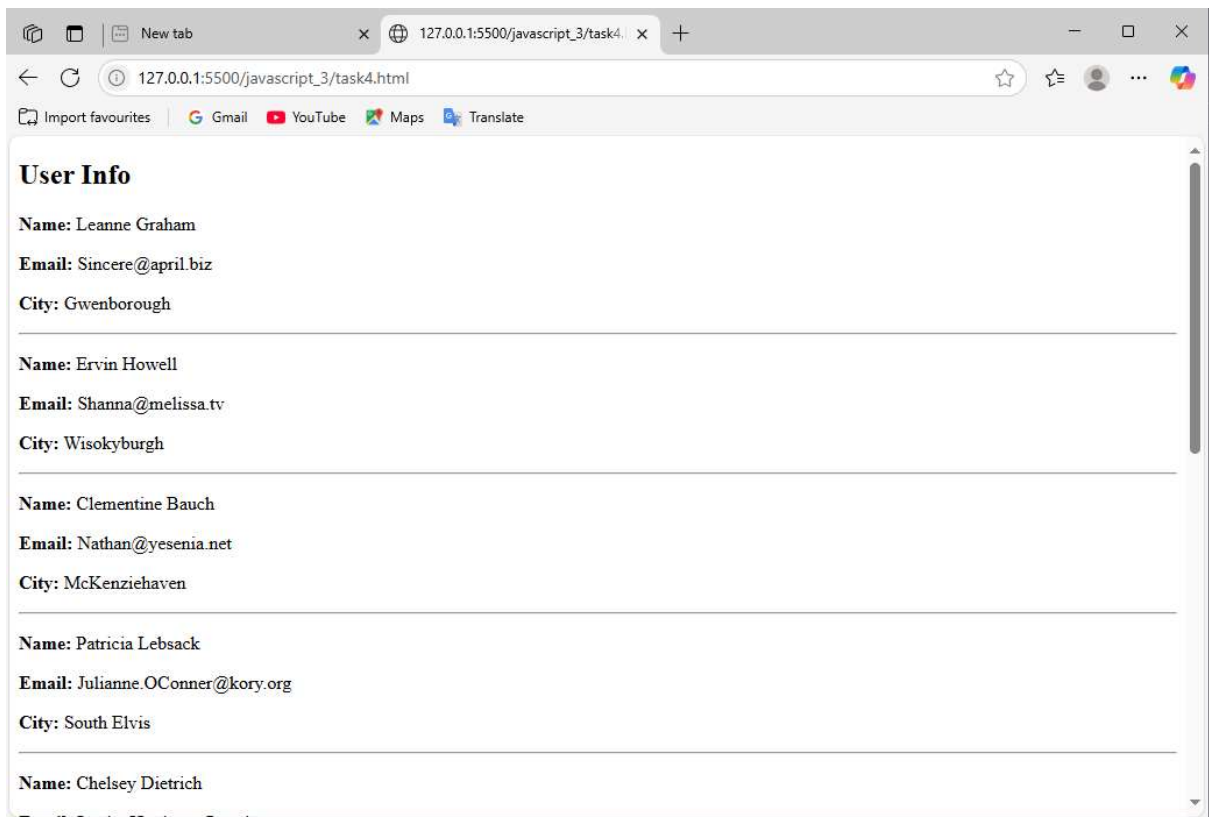 New tab
127.0.0.1:5500/javascript_3/task4.
127.0.0.1:5500/javascript_3/task4.html
Import favourites G Gmail YouTube Maps Translate
User Info
Name: Leanne Graham
Email: Sincere@april.biz
City: Gwenborough
Name: Ervin Howell
Email: Shanna@melissa.tv
City: Wisokyburgh
Name: Clementine Bauch
Email: Nathan@yesenia.net
City: McKenziehaven
Name: Patricia Lebsack
Email: Julianne.OConner@kory.org
City: South Elvis
Name: Chelsey Dietrich